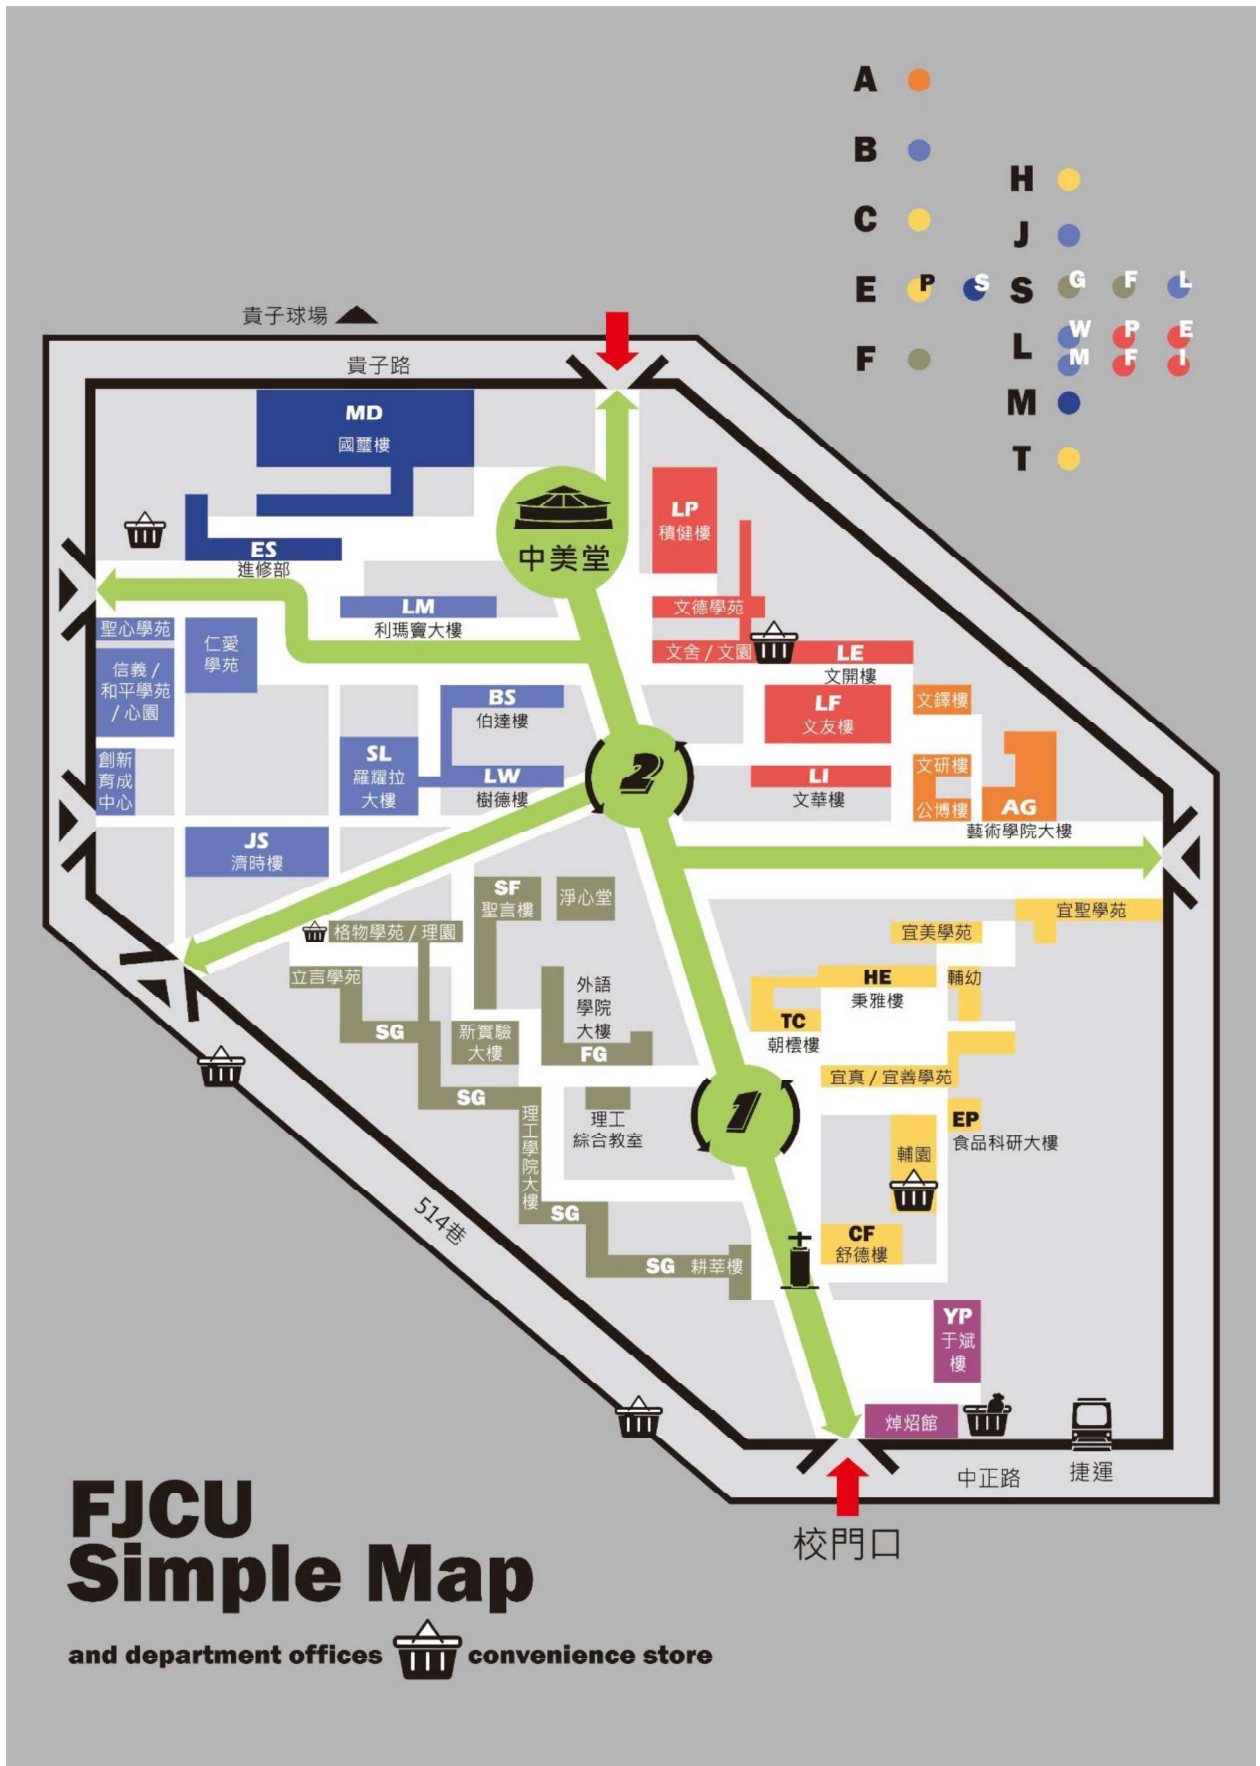 A
B
C
E P S
F
H
J
S G F L
L W P E
M F I
M
T
貴子球場
貴子路
MD
國璽樓
ES
進修部
中美堂
LP
積健樓
LM
利瑪竇大樓
文德學苑
文舍 / 文園
LE
文開樓
聖心學苑
仁愛
學苑
信義 /
和平學苑
/ 心園
BS
伯達樓
LF
文友樓
文鐸樓
創新
育成
中心
SL
羅耀拉
大樓
LW
樹德樓
2
LI
文華樓
文研樓
公博樓
AG
藝術學院大樓
JS
濟時樓
SF
聖言樓
淨心堂
格物學苑 / 理園
立言學苑
宜聖學苑
宜美學苑
HE
秉雅樓
輔幼
TC
朝橒樓
外語
學院
大樓
FG
SG
新實驗
大樓
宜真 / 宜善學苑
SG
理工學院大樓
理工
綜合教室
1
EP
食品科研大樓
輔園
SG
SG 耕莘樓
CF
舒德樓
514巷
YP
于斌
樓
焯炤館
中正路
捷運
校門口
FJCU
Simple Map
and department offices
convenience store